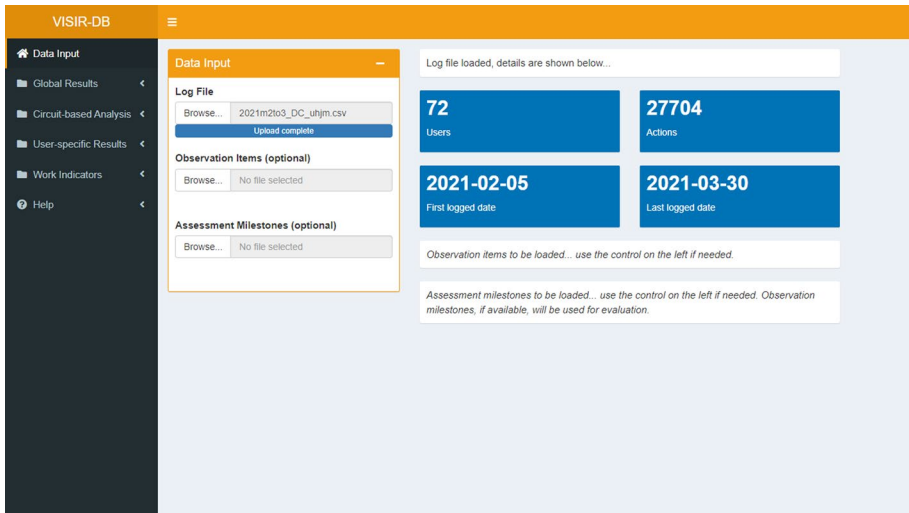 VISIR-DB
Data Input
Global Results
Circuit-based Analysis
User-specific Results
Work Indicators
Help
Data Input
Log File
Browse... 2021m2to3_DC_uhjm.csv
Upload complete
Observation Items (optional)
Browse... No file selected
Assessment Milestones (optional)
Browse... No file selected
Log file loaded, details are shown below...
72
Users
27704
Actions
2021-02-05
First logged date
2021-03-30
Last logged date
Observation items to be loaded... use the control on the left if needed.
Assessment milestones to be loaded... use the control on the left if needed. Observation
milestones, if available, will be used for evaluation.